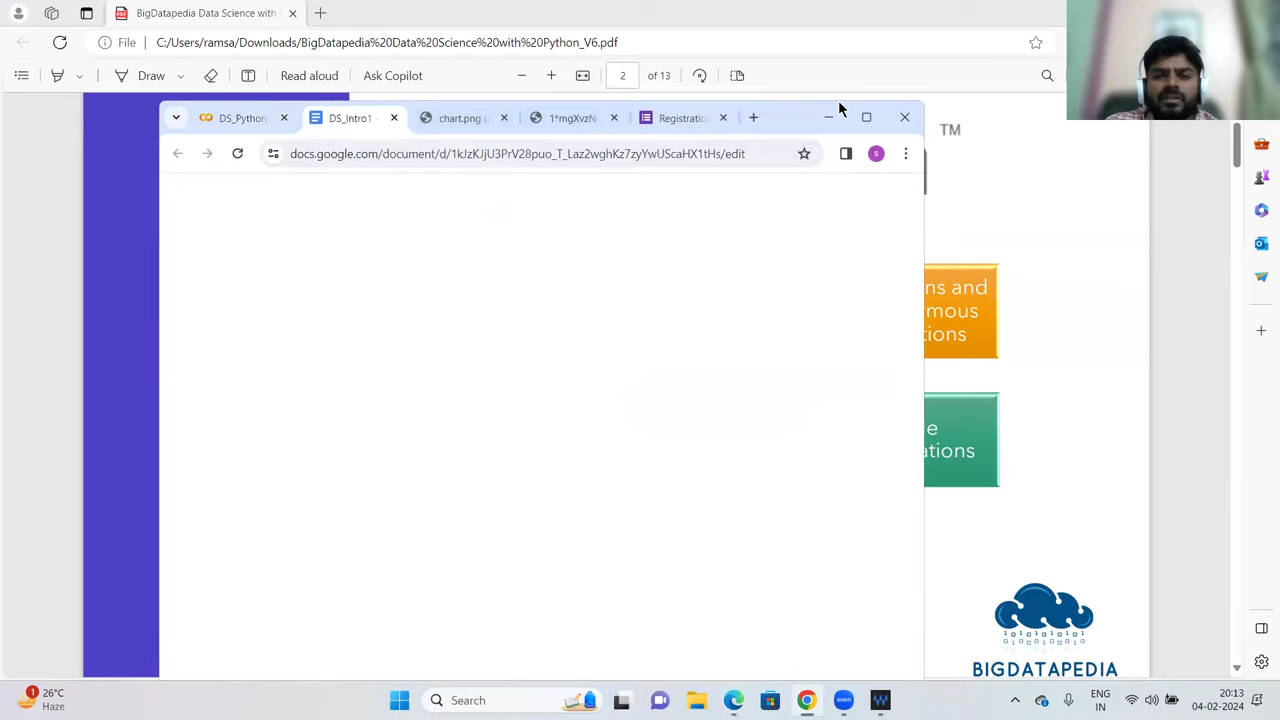 BigDatapedia Data Science with
File
C:/Users/ramsa/Downloads/BigDatapedia%20Data%20Science%20with%20Python_V6.pdf
Draw
Read aloud
Ask Copilot
2
of 13
DS_Python
DS_Intro1
chart.png
1*mgXvzN
Registratio
TM
docs.google.com/document/d/1kJzKJjU3PrV28puo_T_Laz2wghKz7zyYwUScaHX1tHs/edit
S
ns and
mous
tions
e
ations
BIGDATAPEDIA
1
26°C
Haze
Search
zoom
ENG
IN
20:13
04-02-2024